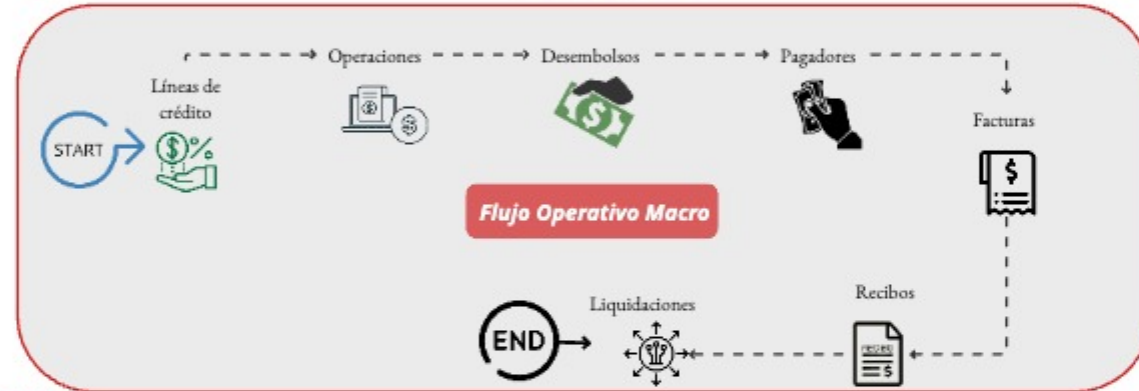 START
Líneas de
crédito
Operaciones
Desembolsos
Pagadores
Facturas
Flujo Operativo Macro
Recibos
Liquidaciones
END